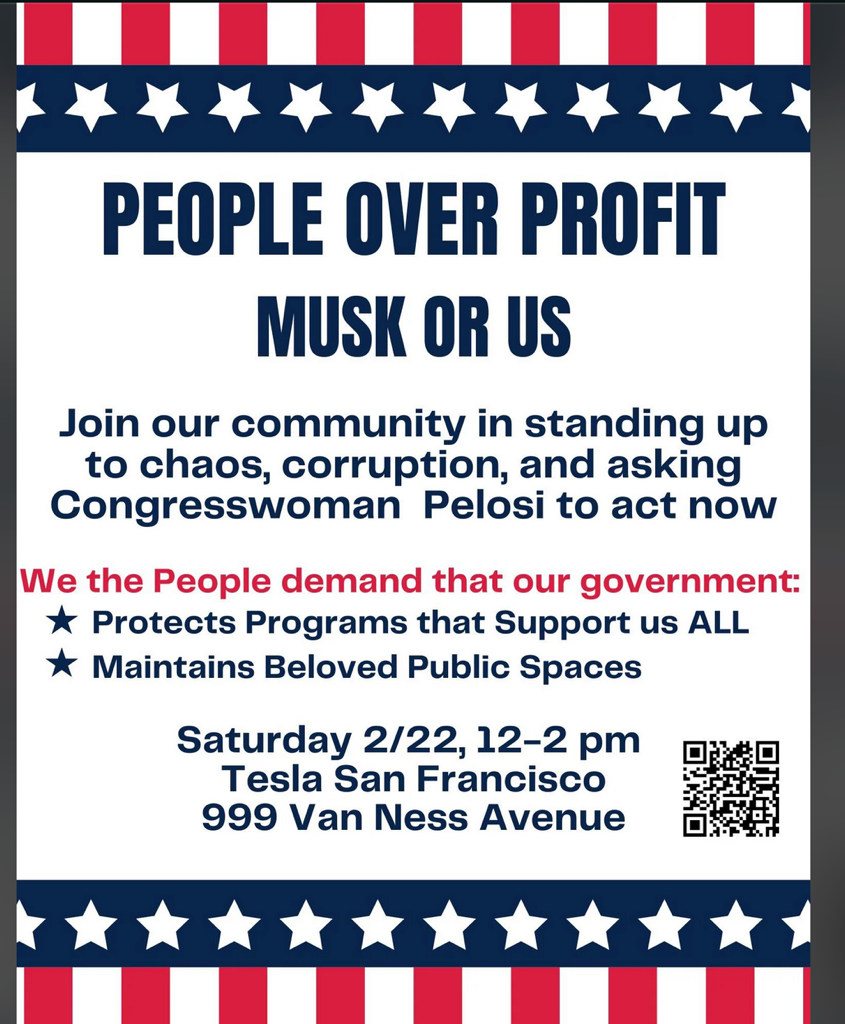 PEOPLE OVER PROFIT
MUSK OR US
Join our community in standing up
to chaos, corruption, and asking
Congresswoman  Pelosi to act now
We the People demand that our government:
★ Protects Programs that Support us ALL
★ Maintains Beloved Public Spaces
Saturday 2/22, 12-2 pm
Tesla San Francisco
999 Van Ness Avenue